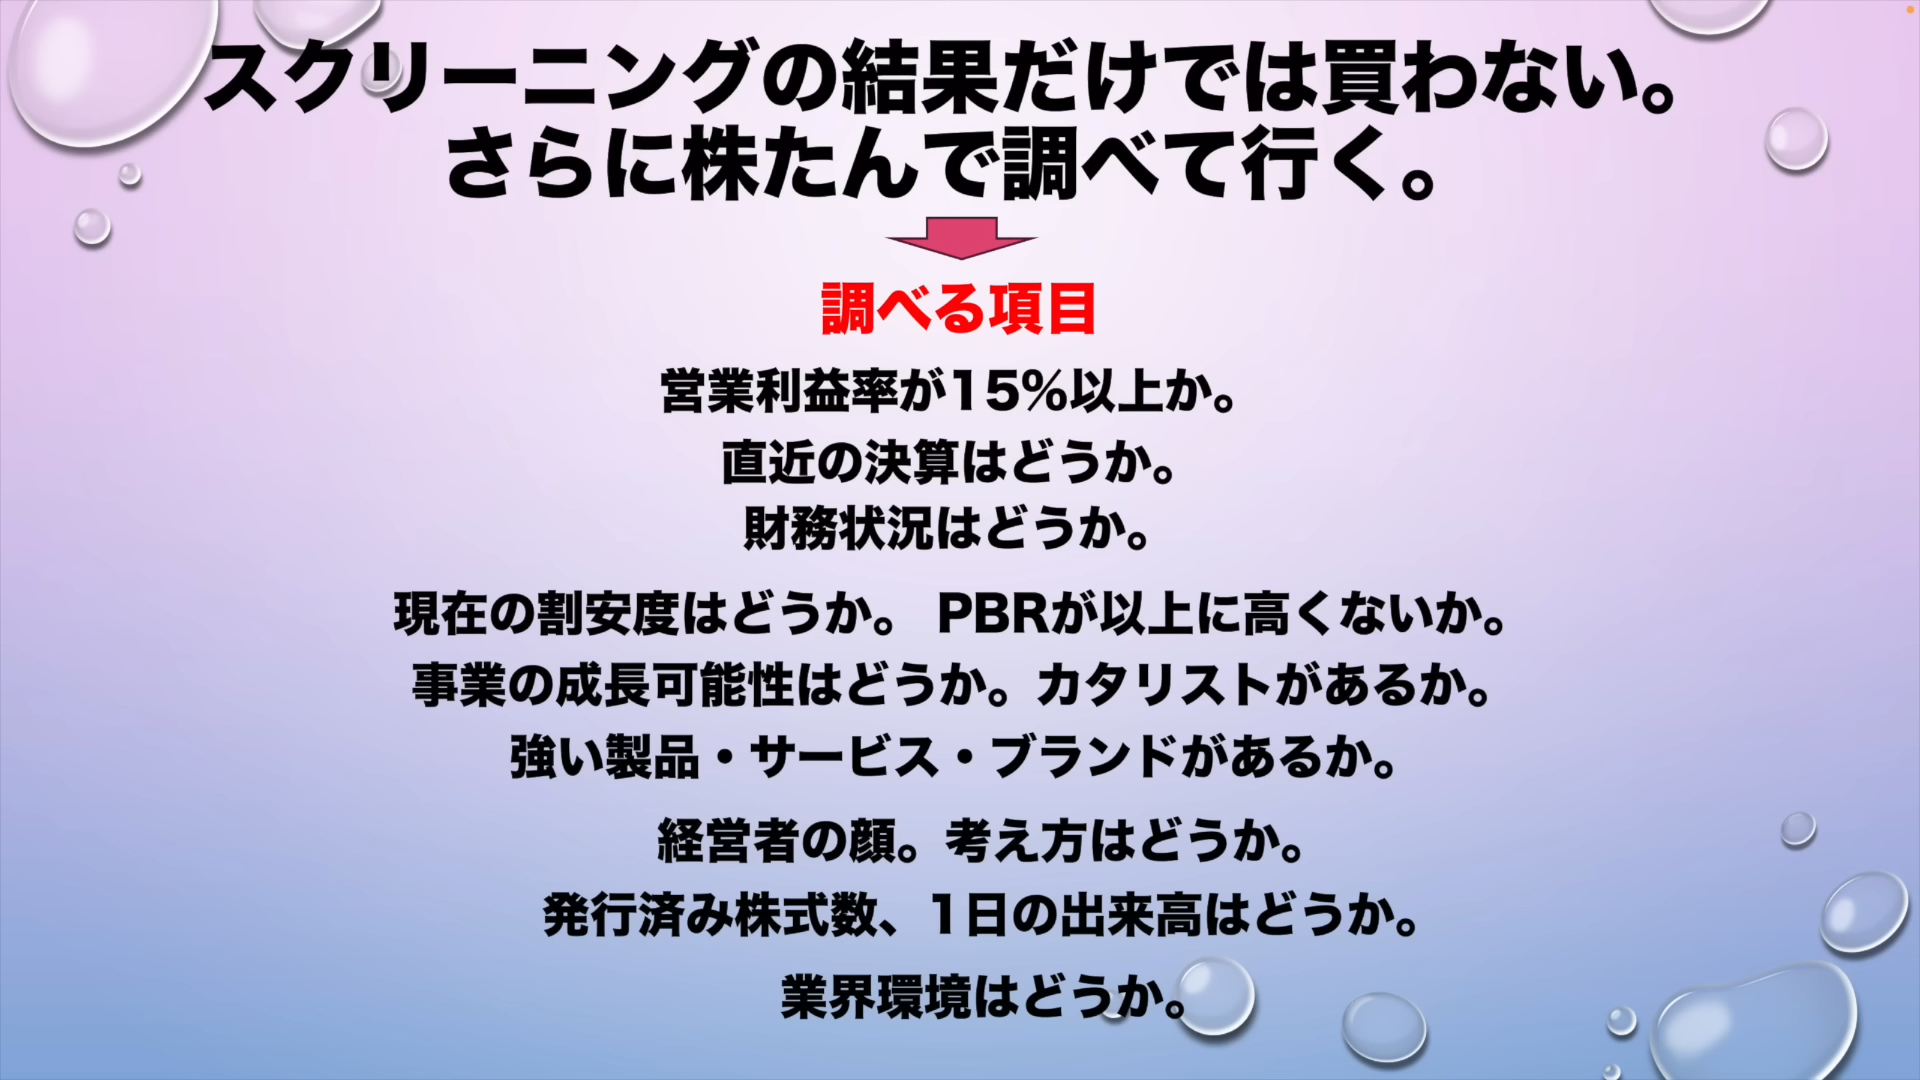 スクリーニングの結果だけでは買わない。
さらに株たんで調べて行く。
調べる項目
営業利益率が15%以上か。
直近の決算はどうか。
財務状況はどうか。
現在の割安度はどうか。 PBRが以上に高くないか。
事業の成長可能性はどうか。カタリストがあるか。
強い製品・サービス・ブランドがあるか。
経営者の顔。考え方はどうか。
発行済み株式数、1日の出来高はどうか。
業界環境はどうか。